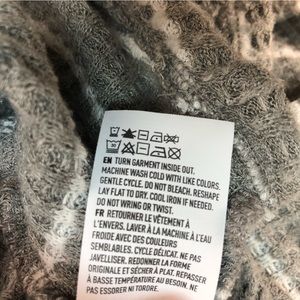 EN TURN GARMENT INSIDE OUT.
MACHINE WASH COLD WITH LIKE COLORS.
GENTLE CYCLE. DO NOT BLEACH. RESHAPE
LAY FLAT TO DRY. COOL IRON IF NEEDED.
DO NOT WRING OR TWIST.
FR RETOURNER LE VÊTEMENT À
L'ENVERS. LAVER À LA MACHINE À
L'EAU FROIDE AVEC DES COULEURS
SEMBLABLES. CYCLE DÉLICAT. NE PAS
JAVELLISER. REDONNER LA FORME
ORIGINALE ET SÉCHER À PLAT. REPASSER
À BASSE TEMPÉRATURE AU BESOIN. NE
PAS ESSORER NI TORDRE.